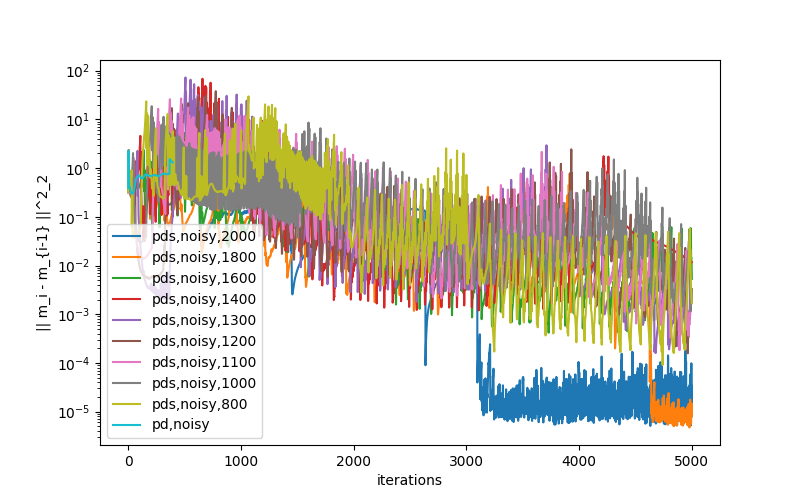 10^2
10^1
10^0
10^{-1}
10^{-2}
10^{-3}
10^{-4}
10^{-5}
|| m_i - m_{i-1} ||^2_2
pds,noisy,2000
pds,noisy,1800
pds,noisy,1600
pds,noisy,1400
pds,noisy,1300
pds,noisy,1200
pds,noisy,1100
pds,noisy,1000
pds,noisy,800
pd,noisy
0 1000 2000 3000 4000 5000
iterations